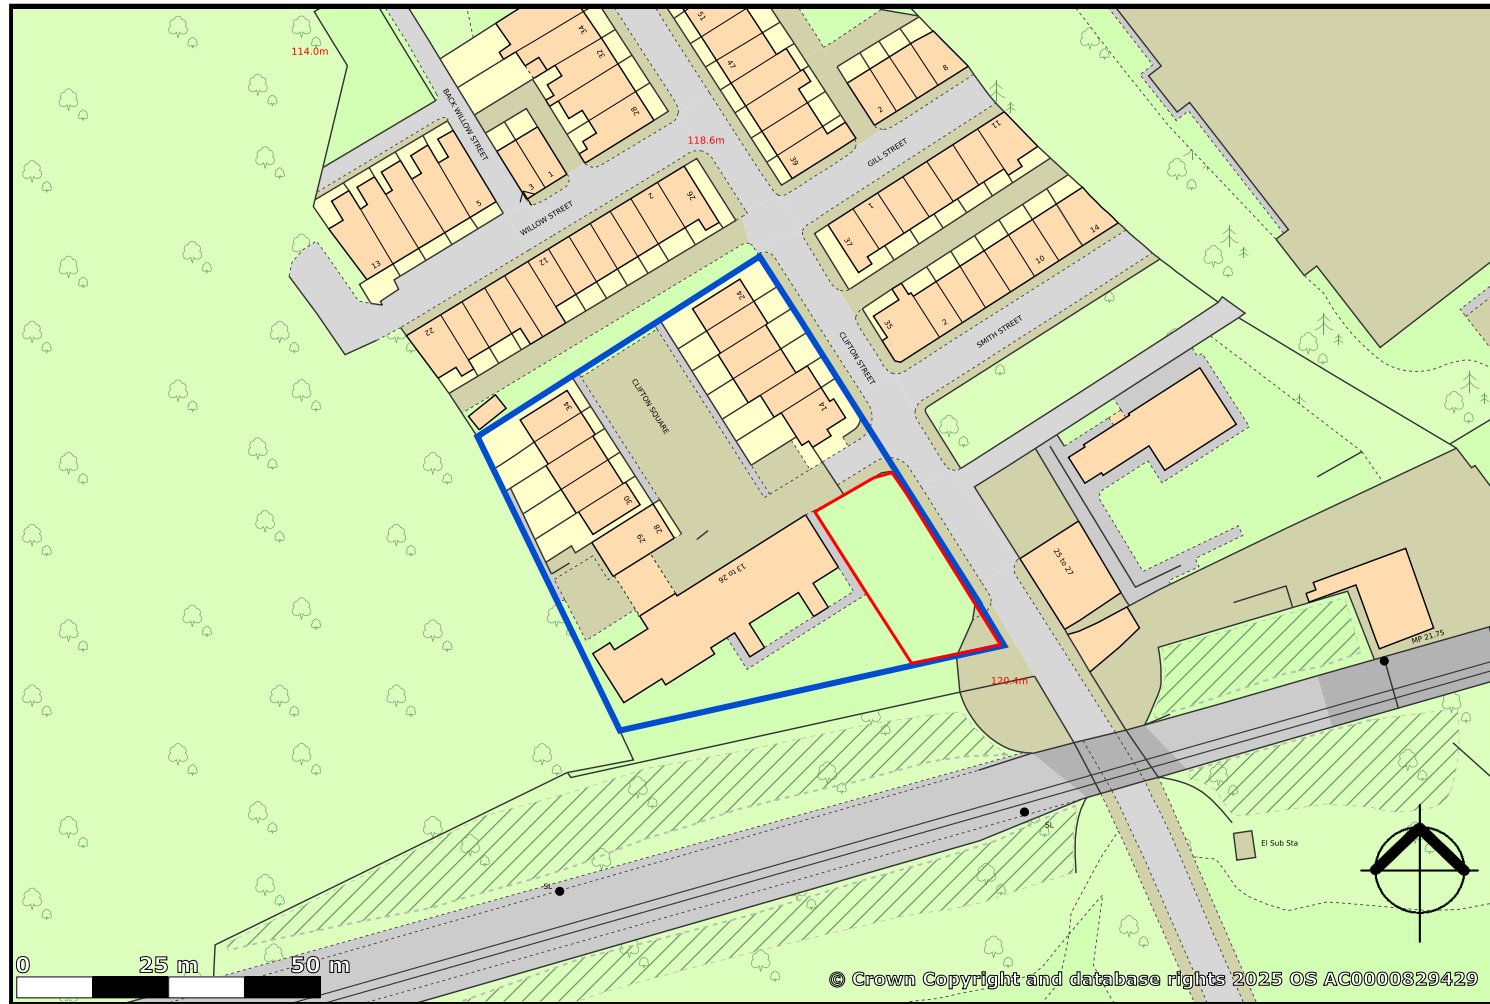 114.0m
BACK WILLOW STREET
34
32
28
51
47
39
8
2
118.6m
GILL STREET
11
1
37
5
3
1
13
WILLOW STREET
2
26
12
22
14
10
2
35
SMITH STREET
CLIFTON STREET
24
14
CLIFTON SQUARE
34
30
28
29
13 to 26
25 to 27
MP 21.75
120.4m
SL
El Sub Sta
SL
0 25 m 50 m
© Crown Copyright and database rights 2025 OS AC0000829429